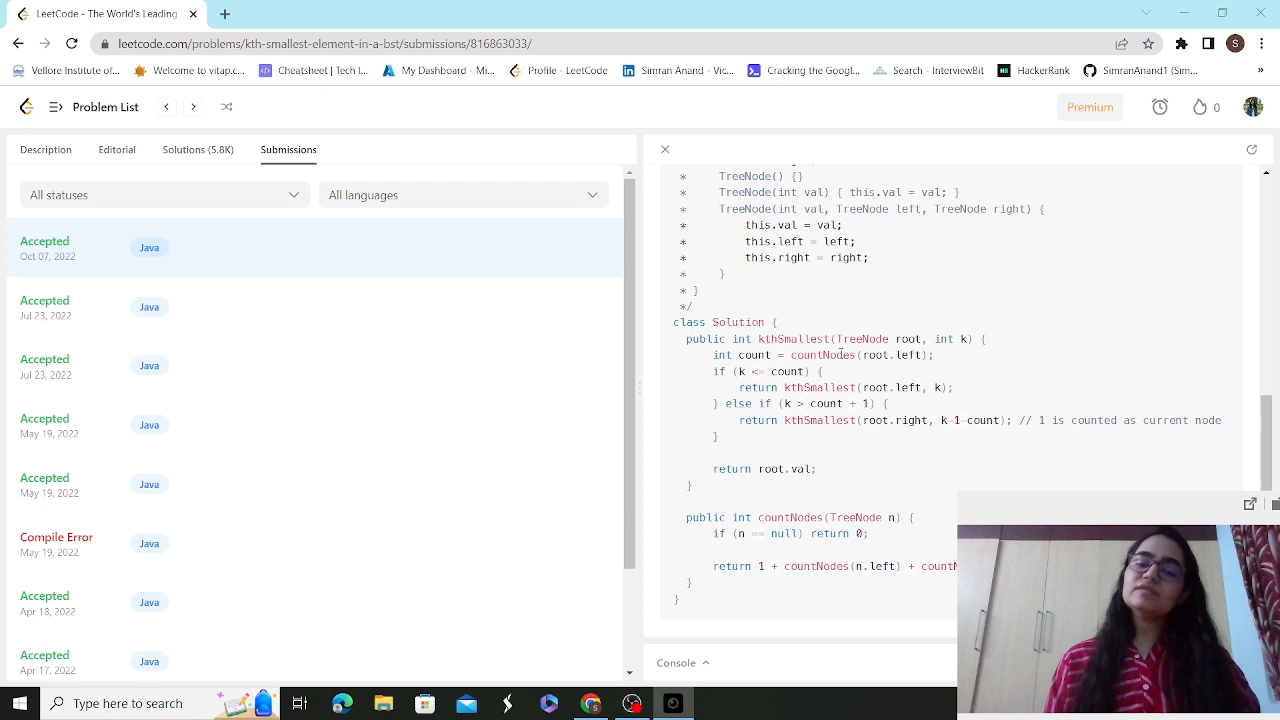 LeetCode - The World's Leading
leetcode.com/problems/kth-smallest-element-in-a-bst/submissions/816863933/
Vellore Institute of... Welcome to vitap.c... Codechef | Tech I... My Dashboard - Mi... Profile - LeetCode Simran Anand - Vic... Cracking the Googl... Search - InterviewBit HackerRank SimranAnand1 (Sim... »
Problem List Premium 0
Description Editorial Solutions (5.8K) Submissions
All statuses All languages
Accepted
Oct 07, 2022
Java
Accepted
Jul 23, 2022
Java
Accepted
Jul 23, 2022
Java
Accepted
May 19, 2022
Java
Accepted
May 19, 2022
Java
Compile Error
May 19, 2022
Java
Accepted
Apr 18, 2022
Java
Accepted
Apr 17, 2022
Java
* TreeNode() {}
* TreeNode(int val) { this.val = val; }
* TreeNode(int val, TreeNode left, TreeNode right) {
* this.val = val;
* this.left = left;
* this.right = right;
* }
* }
*/
class Solution {
public int kthSmallest(TreeNode root, int k) {
int count = countNodes(root.left);
if (k <= count) {
return kthSmallest(root.left, k);
} else if (k > count + 1) {
return kthSmallest(root.right, k-1-count); // 1 is counted as current node
}
return root.val;
}
public int countNodes(TreeNode n) {
if (n == null) return 0;
return 1 + countNodes(n.left) + countN
}
}
Console
Type here to search